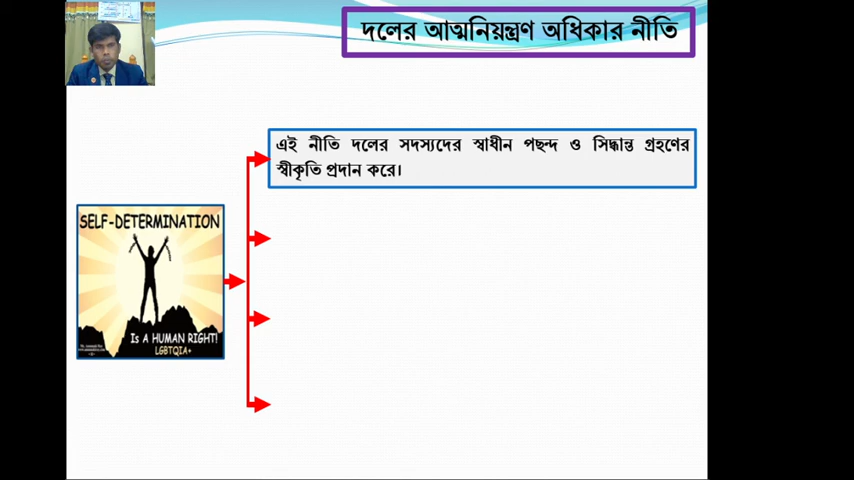 দলের আত্মনিয়ন্ত্রণ অধিকার নীতি
এই নীতি দলের সদস্যদের স্বাধীন পছন্দ ও সিদ্ধান্ত গ্রহণের
স্বীকৃতি প্রদান করে।
SELF-DETERMINATION
IS A HUMAN RIGHT!
LGBTQIA+